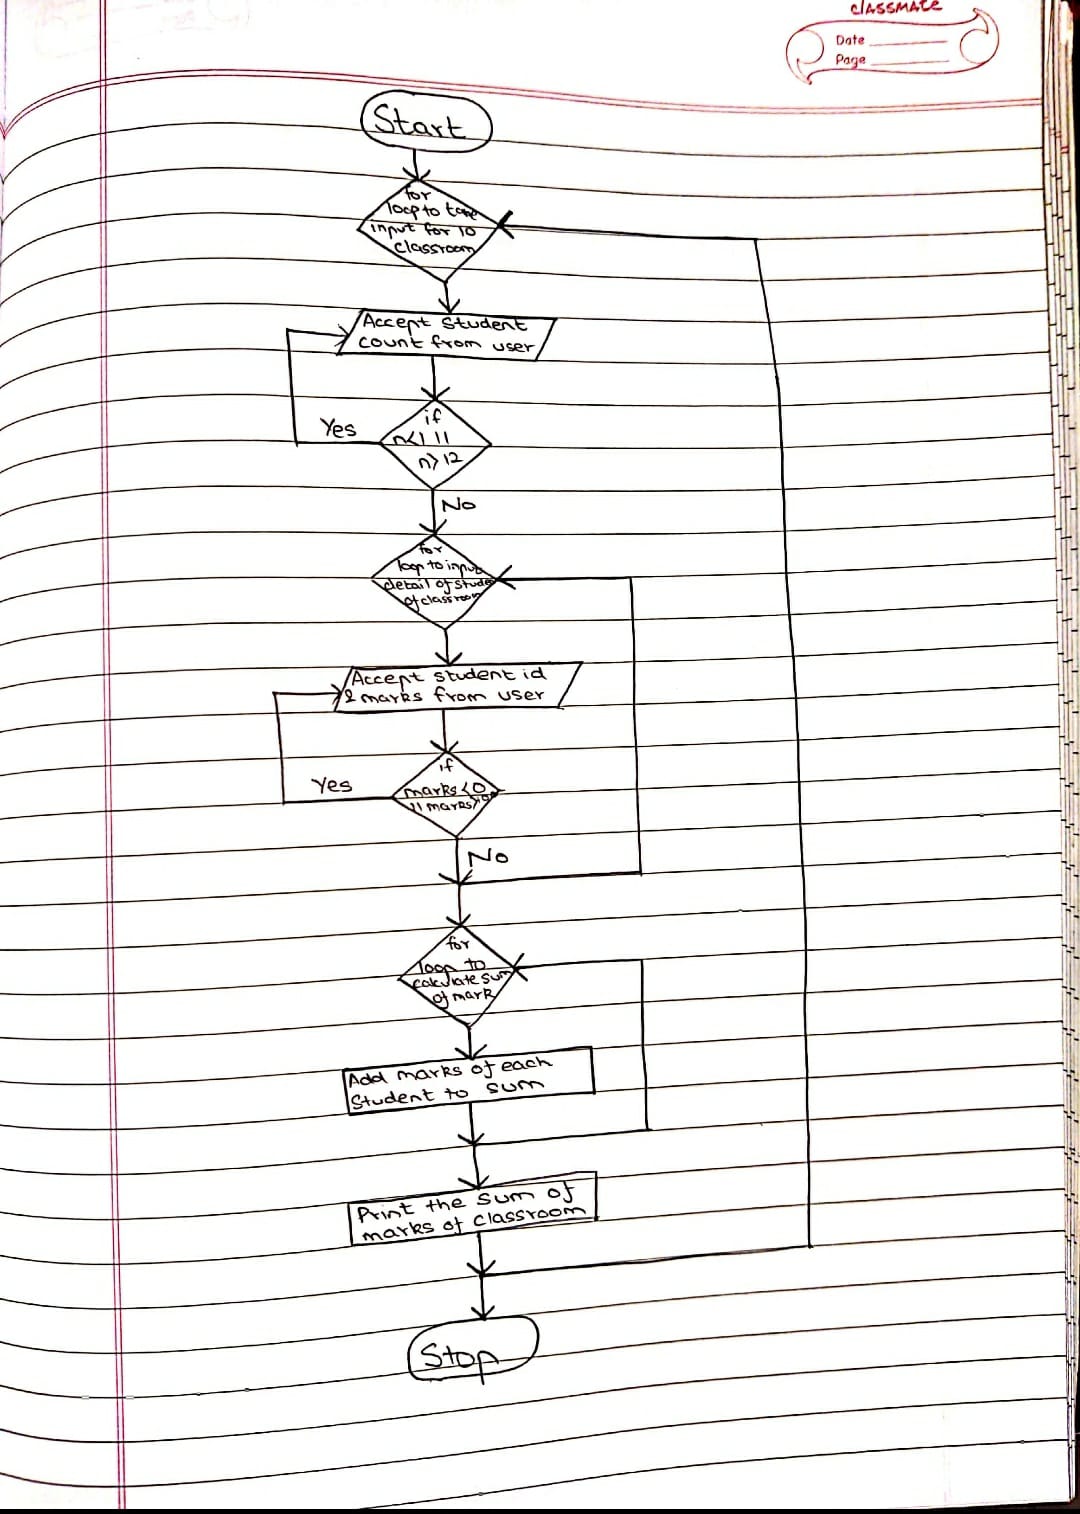 classmate
Date
Page
Start
for
loop to take
input for 10
classroom
Accept student
count from user
if
n<1 ||
n>12
Yes
No
for
loop to input
detail of stude
of classroom
Accept student id
& marks from user
if
marks<0
|| marks>
Yes
No
for
loop to
calculate sum
of mark
Add marks of each
Student to sum
Print the sum of
marks of classroom
Stop